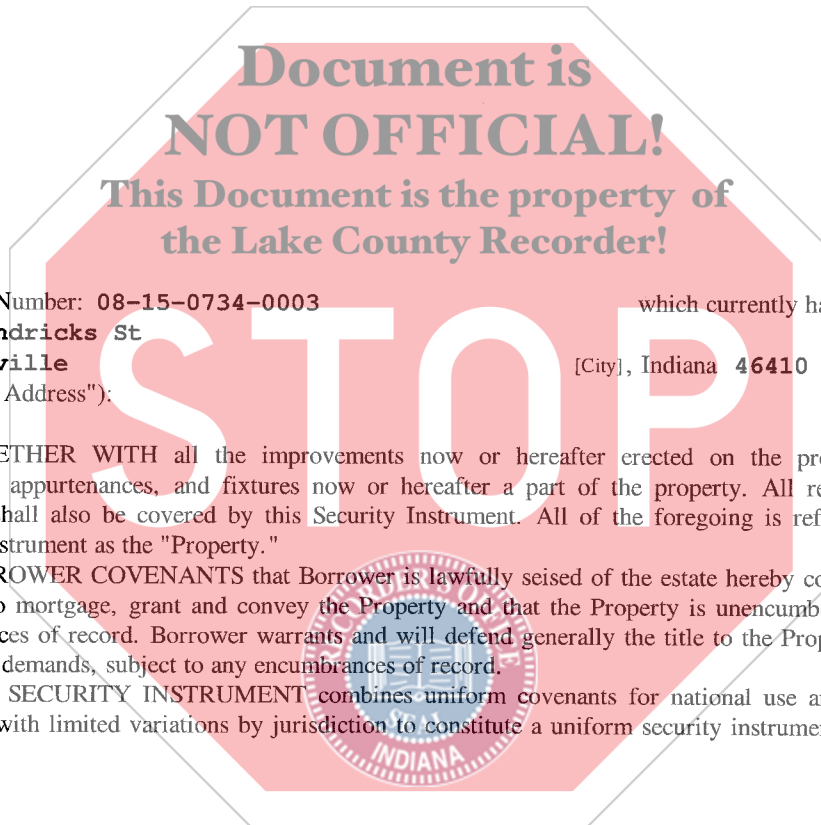 Document is
NOT OFFICIAL!
This Document is the property of
the Lake County Recorder!
Number: 08-15-0734-0003 which currently ha
ndricks St
ville [City], Indiana 46410
Address"):
STOP
ETHER WITH all the improvements now or hereafter erected on the pro
appurtenances, and fixtures now or hereafter a part of the property. All re
hall also be covered by this Security Instrument. All of the foregoing is ref
strument as the "Property."
ROWER COVENANTS that Borrower is lawfully seised of the estate hereby co
o mortgage, grant and convey the Property and that the Property is unencumb
ces of record. Borrower warrants and will defend generally the title to the Prop
demands, subject to any encumbrances of record.
SECURITY INSTRUMENT combines uniform covenants for national use a
with limited variations by jurisdiction to constitute a uniform security instrumen
RECORDER'S OFFICE
SEAL
INDIANA